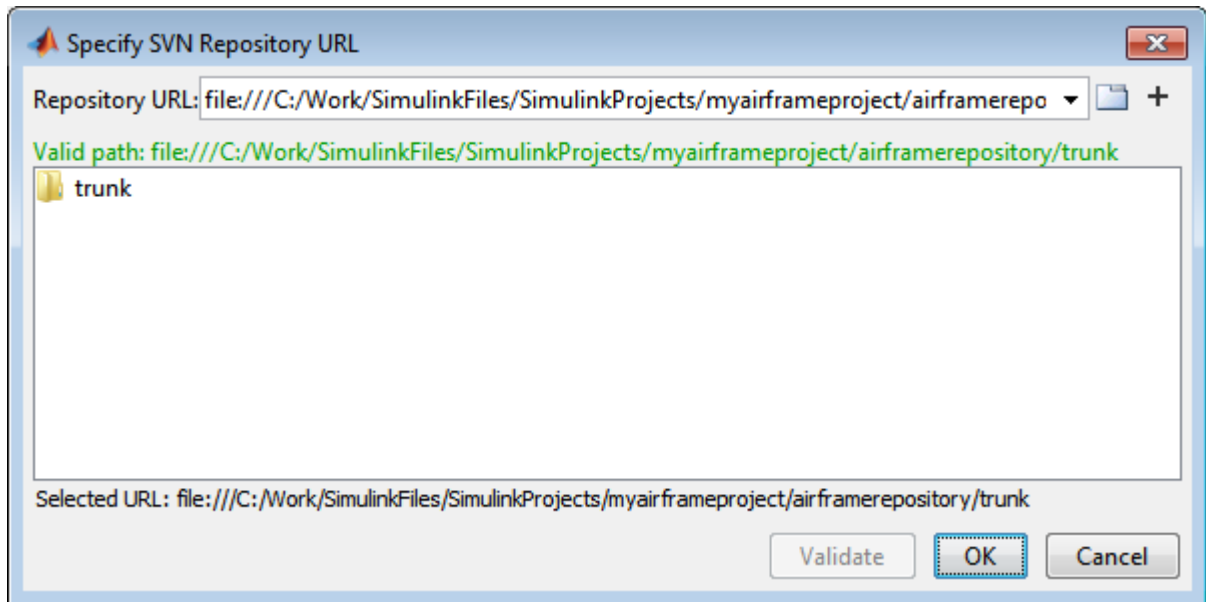 Specify SVN Repository URL
Repository URL: file:///C:/Work/SimulinkFiles/SimulinkProjects/myairframeproject/airframerepo
Valid path: file:///C:/Work/SimulinkFiles/SimulinkProjects/myairframeproject/airframerepository/trunk
trunk
Selected URL: file:///C:/Work/SimulinkFiles/SimulinkProjects/myairframeproject/airframerepository/trunk
Validate OK Cancel